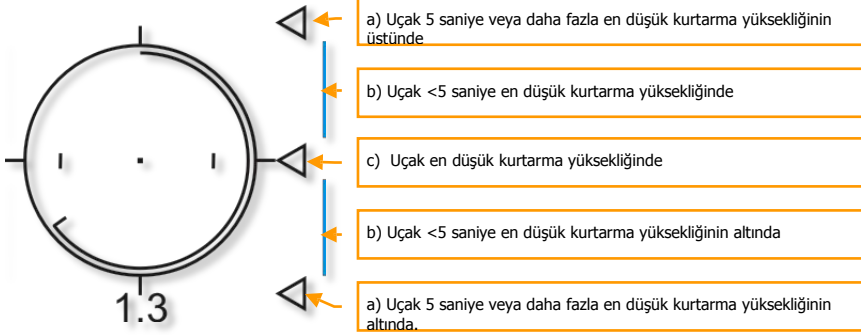 a) Uçak 5 saniye veya daha fazla en düşük kurtarma yüksekliğinin
üstünde
b) Uçak <5 saniye en düşük kurtarma yüksekliğinde
c) Uçak en düşük kurtarma yüksekliğinde
b) Uçak <5 saniye en düşük kurtarma yüksekliğinin altında
a) Uçak 5 saniye veya daha fazla en düşük kurtarma yüksekliğinin
altında.
1.3